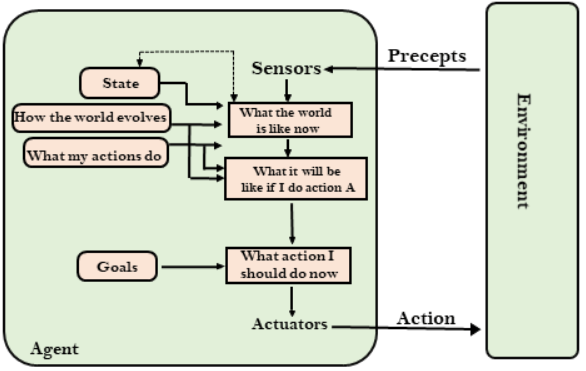 Sensors
Precepts
State
How the world evolves
What my actions do
What the world
is like now
What it will be
like if I do action A
Goals
What action I
should do now
Actuators
Action
Agent
Environment